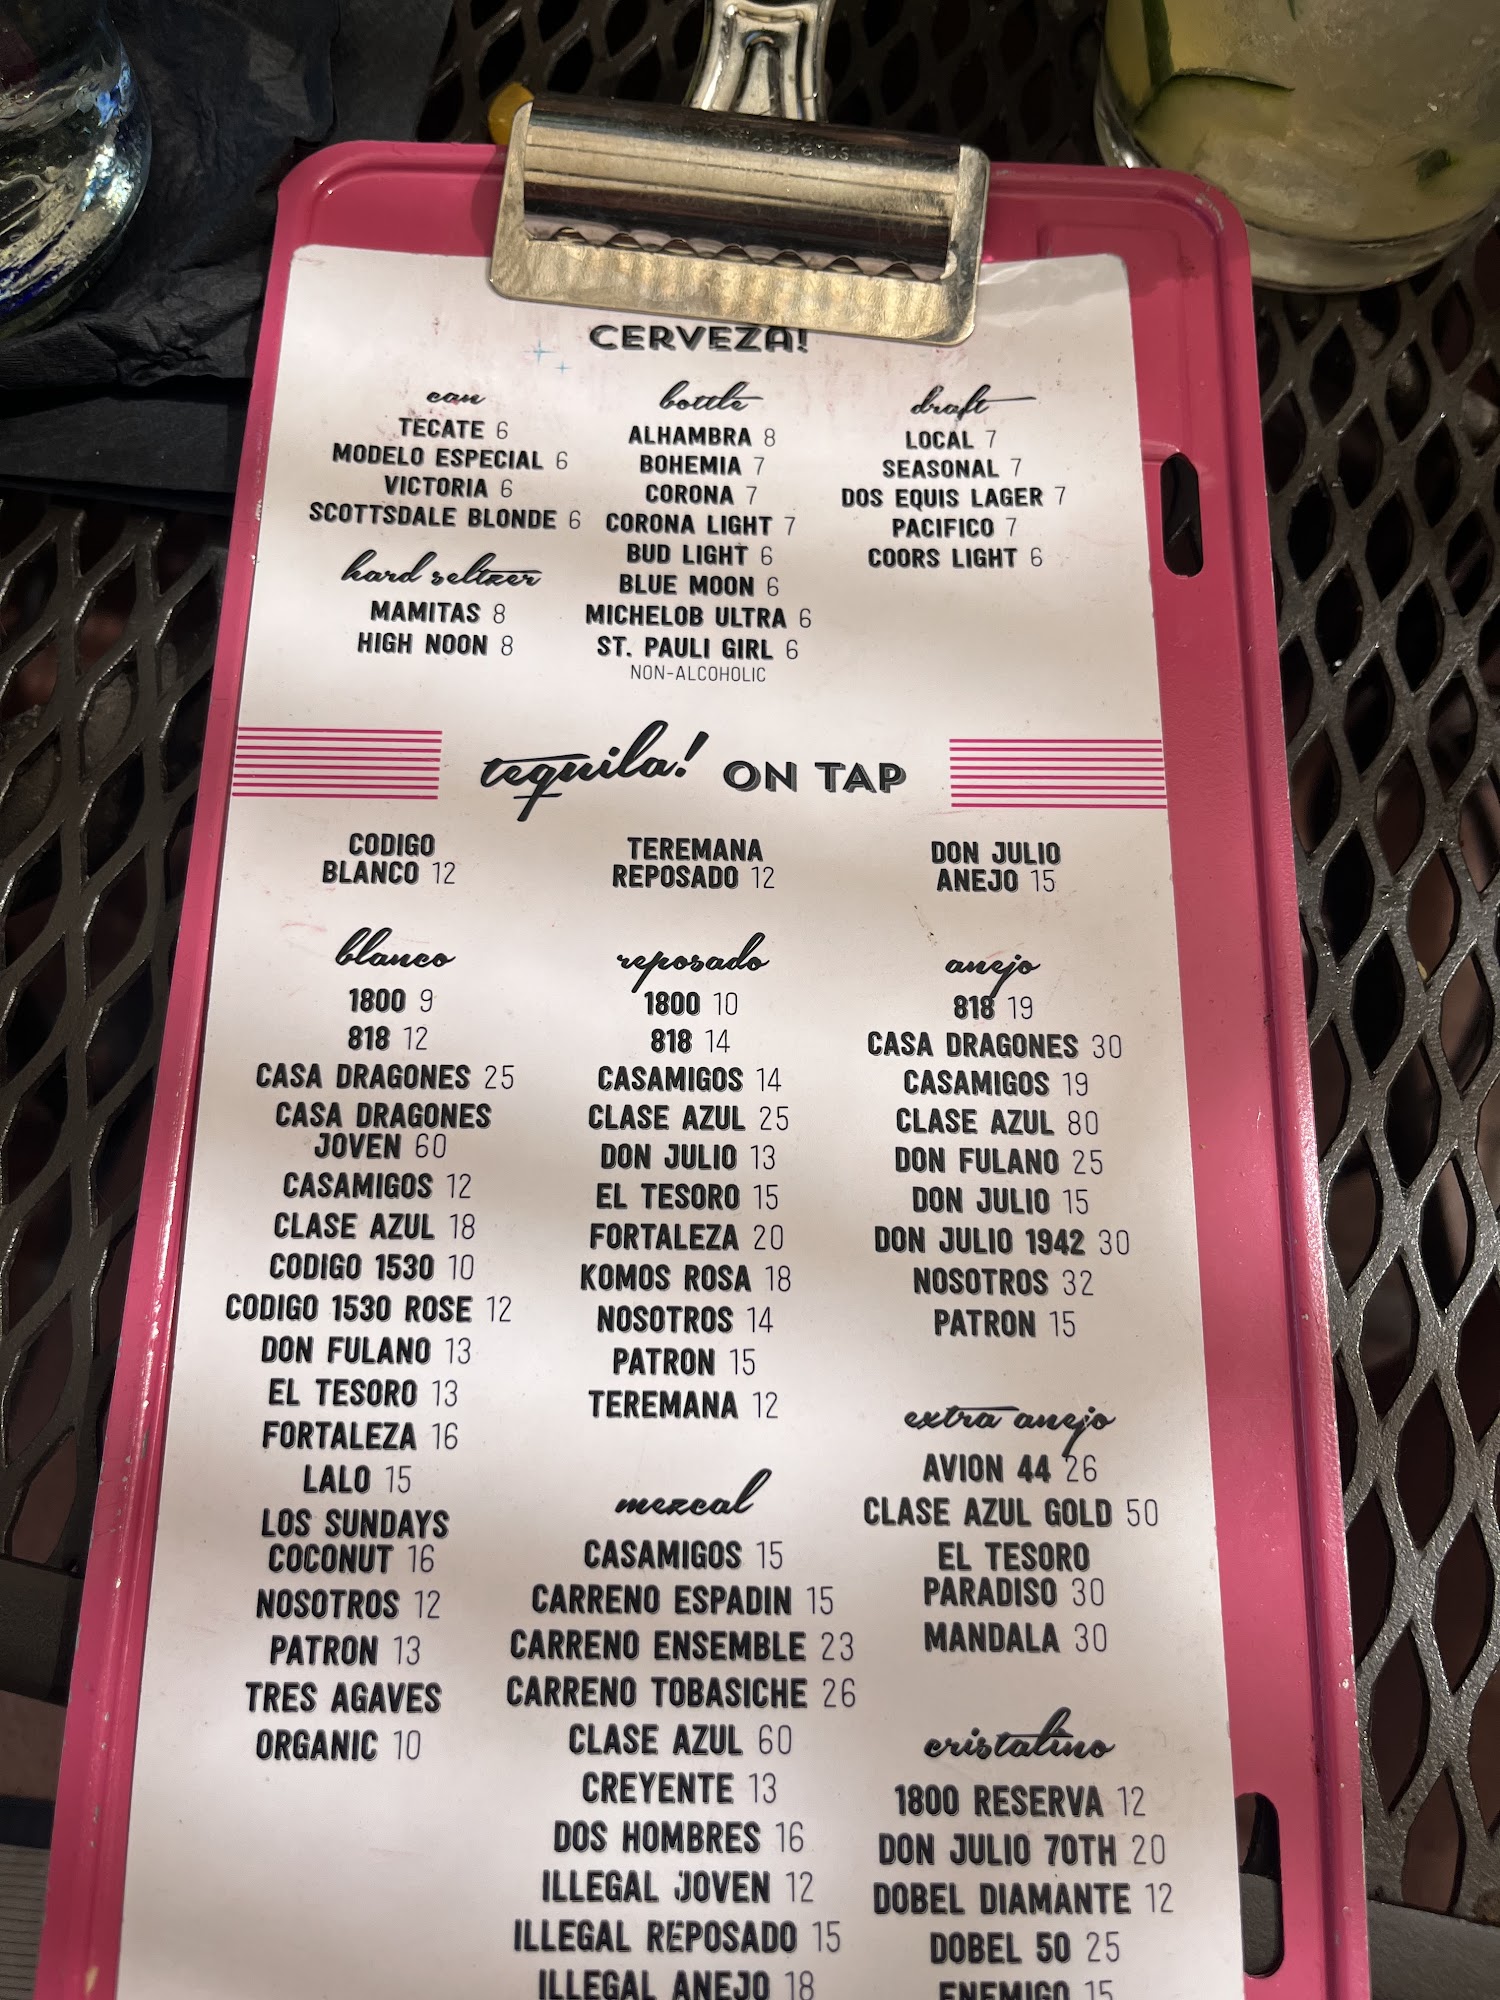 CERVEZA!
can
TECATE 6
MODELO ESPECIAL 6
VICTORIA 6
SCOTTSDALE BLONDE 6
hard seltzer
MAMITAS 8
HIGH NOON 8
bottle
ALHAMBRA 8
BOHEMIA 7
CORONA 7
CORONA LIGHT 7
BUD LIGHT 6
BLUE MOON 6
MICHELOB ULTRA 6
ST. PAULI GIRL 6
NON-ALCOHOLIC
draft
LOCAL 7
SEASONAL 7
DOS EQUIS LAGER 7
PACIFICO 7
COORS LIGHT 6
tequila! ON TAP
CODIGO
BLANCO 12
TEREMANA
REPOSADO 12
DON JULIO
ANEJO 15
blanco
1800 9
818 12
CASA DRAGONES 25
CASA DRAGONES
JOVEN 60
CASAMIGOS 12
CLASE AZUL 18
CODIGO 1530 10
CODIGO 1530 ROSE 12
DON FULANO 13
EL TESORO 13
FORTALEZA 16
LALO 15
LOS SUNDAYS
COCONUT 16
NOSOTROS 12
PATRON 13
TRES AGAVES
ORGANIC 10
reposado
1800 10
818 14
CASAMIGOS 14
CLASE AZUL 25
DON JULIO 13
EL TESORO 15
FORTALEZA 20
KOMOS ROSA 18
NOSOTROS 14
PATRON 15
TEREMANA 12
mezcal
CASAMIGOS 15
CARRENO ESPADIN 15
CARRENO ENSEMBLE 23
CARRENO TOBASICHE 26
CLASE AZUL 60
CREYENTE 13
DOS HOMBRES 16
ILLEGAL JOVEN 12
ILLEGAL REPOSADO 15
ILLEGAL ANEJO 18
anejo
818 19
CASA DRAGONES 30
CASAMIGOS 19
CLASE AZUL 80
DON FULANO 25
DON JULIO 15
DON JULIO 1942 30
NOSOTROS 32
PATRON 15
extra anejo
AVION 44 26
CLASE AZUL GOLD 50
EL TESORO
PARADISO 30
MANDALA 30
cristalino
1800 RESERVA 12
DON JULIO 70TH 20
DOBEL DIAMANTE 12
DOBEL 50 25
ENEMIGO 15